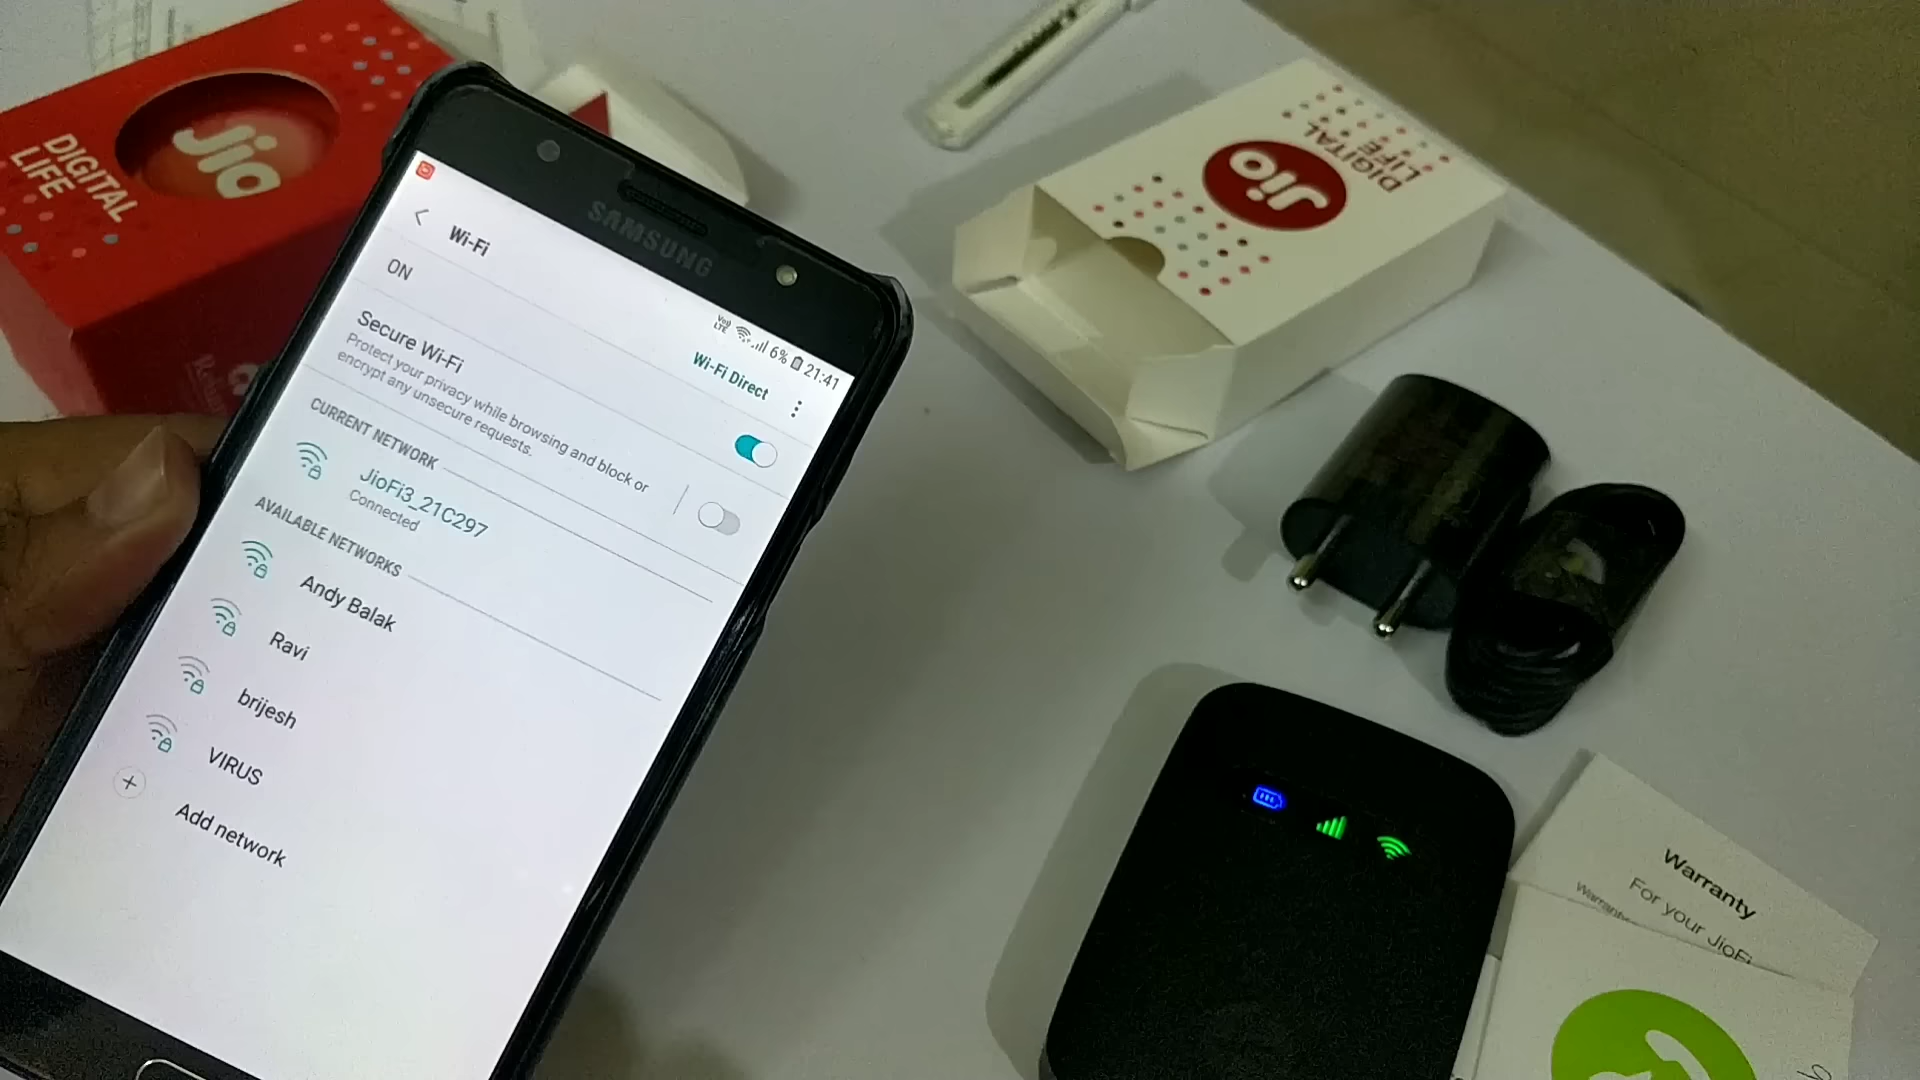 DIGITAL
LIFE
Jio
SAMSUNG
VoLTE
6%
21:41
Wi-Fi
Wi-Fi Direct
ON
Secure Wi-Fi
Protect your privacy while browsing and block or
encrypt any unsecure requests.
CURRENT NETWORK
JioFi3_21C297
Connected
AVAILABLE NETWORKS
Andy Balak
Ravi
brijesh
VIRUS
Add network
DIGITAL
LIFE
Jio
Warranty
For your JioFi
Warranty